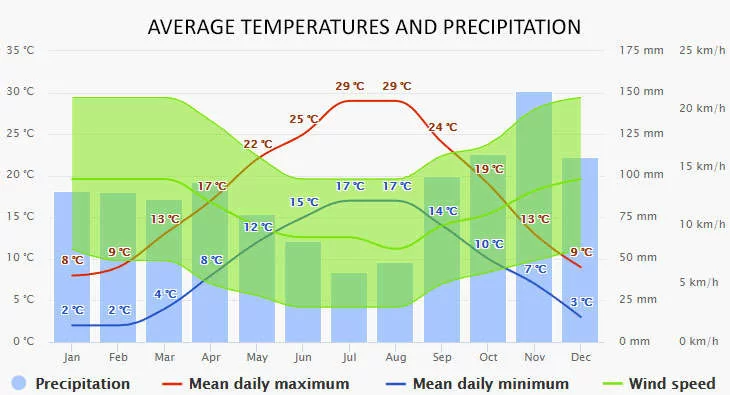 AVERAGE TEMPERATURES AND PRECIPITATION
35 °C 175 mm 25 km/h
30 °C 150 mm 20 km/h
25 °C 125 mm
20 °C 100 mm 15 km/h
15 °C 75 mm
10 °C 50 mm 10 km/h
5 °C 25 mm 5 km/h
0 °C 0 mm 0 km/h
8 °C 9 °C 13 °C 17 °C 22 °C 25 °C 29 °C 29 °C 24 °C 19 °C 13 °C 9 °C
2 °C 2 °C 4 °C 8 °C 12 °C 15 °C 17 °C 17 °C 14 °C 10 °C 7 °C 3 °C
Jan Feb Mar Apr May Jun Jul Aug Sep Oct Nov Dec
Precipitation Mean daily maximum Mean daily minimum Wind speed